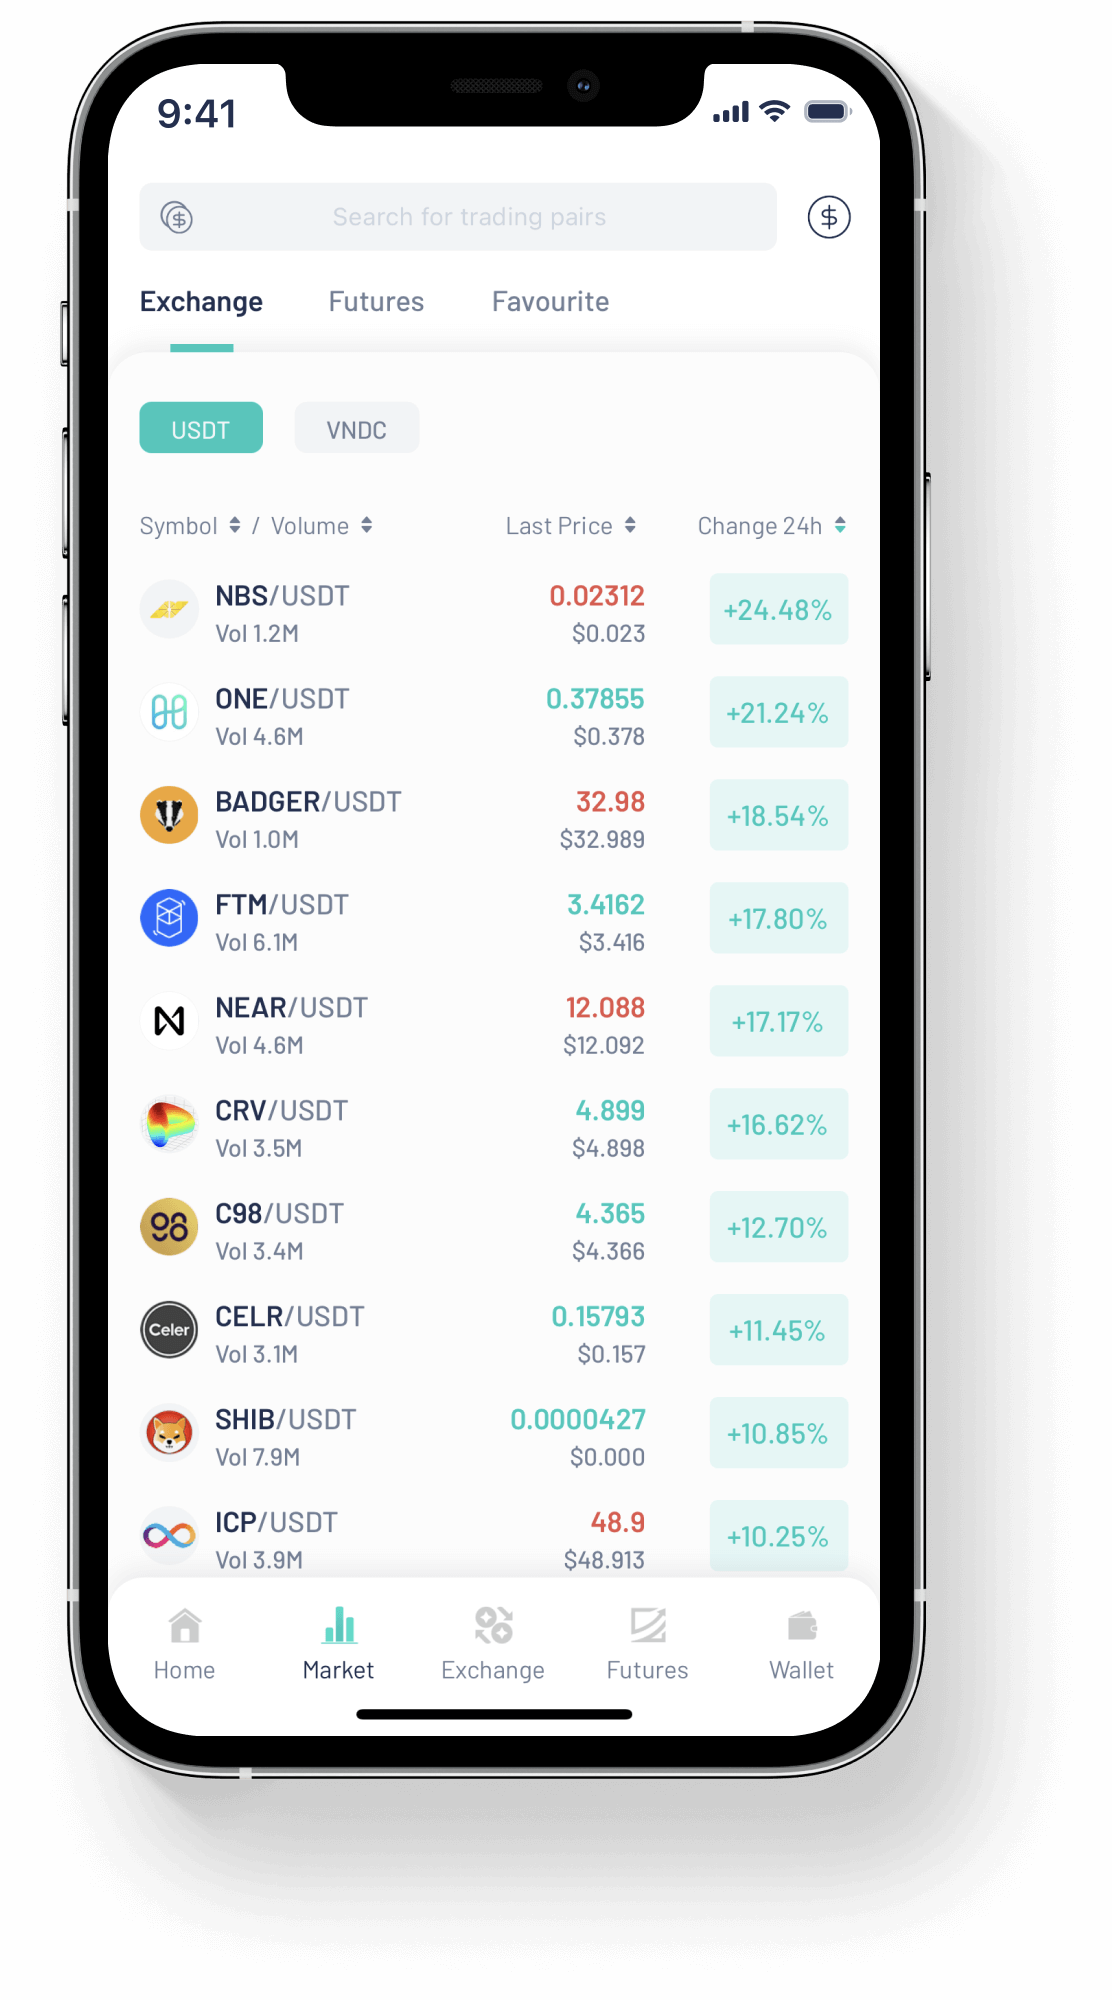 9:41
Search for trading pairs
Exchange Futures Favourite
USDT VNDC
Symbol / Volume Last Price Change 24h
NBS/USDT 0.02312 +24.48%
Vol 1.2M $0.023
ONE/USDT 0.37855 +21.24%
Vol 4.6M $0.378
BADGER/USDT 32.98 +18.54%
Vol 1.0M $32.989
FTM/USDT 3.4162 +17.80%
Vol 6.1M $3.416
NEAR/USDT 12.088 +17.17%
Vol 4.6M $12.092
CRV/USDT 4.899 +16.62%
Vol 3.5M $4.898
C98/USDT 4.365 +12.70%
Vol 3.4M $4.366
Celer CELR/USDT 0.15793 +11.45%
Vol 3.1M $0.157
SHIB/USDT 0.0000427 +10.85%
Vol 7.9M $0.000
ICP/USDT 48.9 +10.25%
Vol 3.9M $48.913
Home Market Exchange Futures Wallet